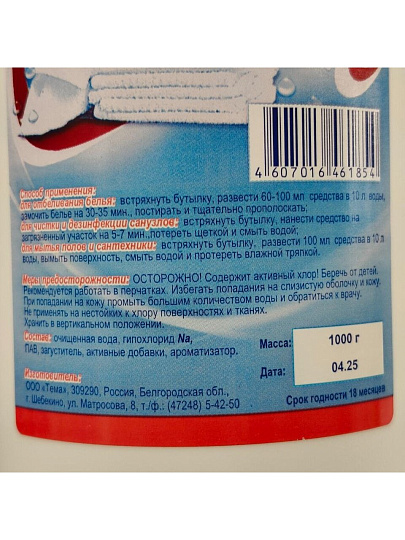 4 607016 461854
Способ применения:
для отбеливания белья: встряхнуть бутылку, развести 60-100 мл средства в 10 л воды,
замочить белье на 30-35 мин., постирать и тщательно прополоскать;
для чистки и дезинфекции санузлов: встряхнуть бутылку, нанести средство на
загрязненный участок на 5-7 мин.,потереть щеткой и смыть водой;
для мытья полов и сантехники: встряхнуть бутылку, развести 100 мл средства в 10 л
воды, вымыть поверхность, смыть водой и протереть влажной тряпкой.
Меры предосторожности: ОСТОРОЖНО! Содержит активный хлор! Беречь от детей.
Рекомендуется работать в перчатках. Избегать попадания на слизистую оболочку и кожу.
При попадании на кожу промыть большим количеством воды и обратиться к врачу.
Не применять на нестойких к хлору поверхностях и тканях.
Хранить в вертикальном положении.
Состав: очищенная вода, гипохлорид Na,
ПАВ, загуститель, активные добавки, ароматизатор.
Масса: 1000 г
Дата: 04.25
Изготовитель:
ООО «Тема», 309290, Россия, Белгородская обл.,
г. Шебекино, ул. Матросова, 8, т./ф.: (47248) 5-42-50
Срок годности 18 месяцев